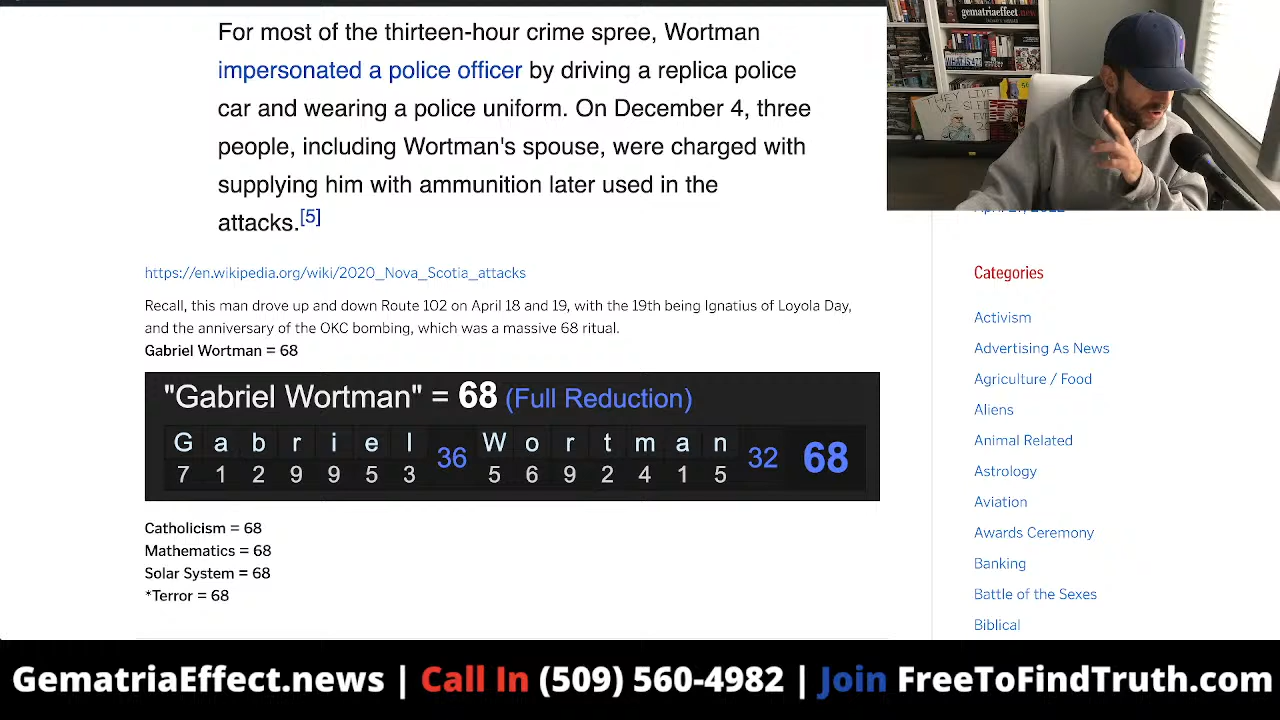 For most of the thirteen-hour crime spree, Wortman
impersonated a police officer by driving a replica police
car and wearing a police uniform. On December 4, three
people, including Wortman's spouse, were charged with
supplying him with ammunition later used in the
attacks.[5]
https://en.wikipedia.org/wiki/2020_Nova_Scotia_attacks
Recall, this man drove up and down Route 102 on April 18 and 19, with the 19th being Ignatius of Loyola Day,
and the anniversary of the OKC bombing, which was a massive 68 ritual.
Gabriel Wortman = 68
"Gabriel Wortman" = 68 (Full Reduction)
G a b r i e l 36 W o r t m a n 32 68
7 1 2 9 9 5 3 5 6 9 2 4 1 5
Catholicism = 68
Mathematics = 68
Solar System = 68
*Terror = 68
gematriaeffect.news
Categories
Activism
Advertising As News
Agriculture / Food
Aliens
Animal Related
Astrology
Aviation
Awards Ceremony
Banking
Battle of the Sexes
Biblical
GematriaEffect.news | Call In (509) 560-4982 | Join FreeToFindTruth.com